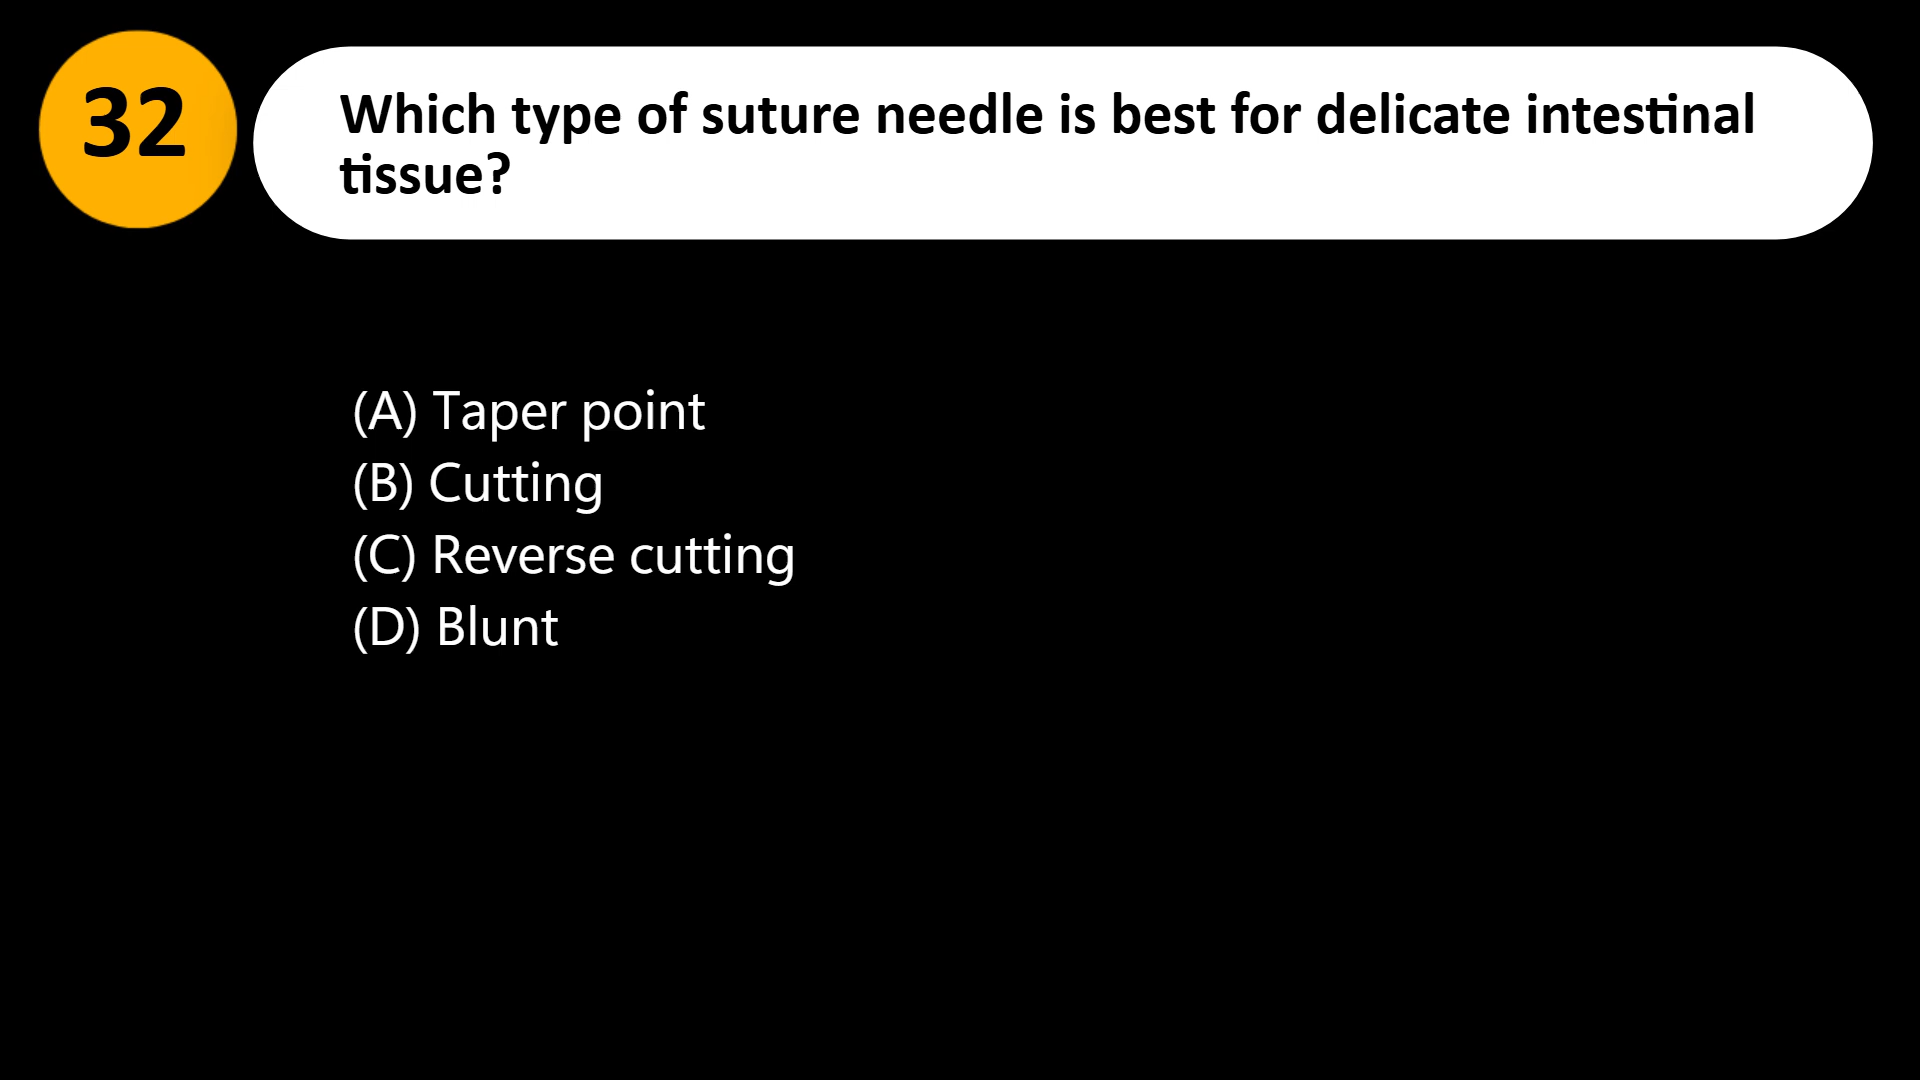 32
Which type of suture needle is best for delicate intestinal
tissue?
(A) Taper point
(B) Cutting
(C) Reverse cutting
(D) Blunt